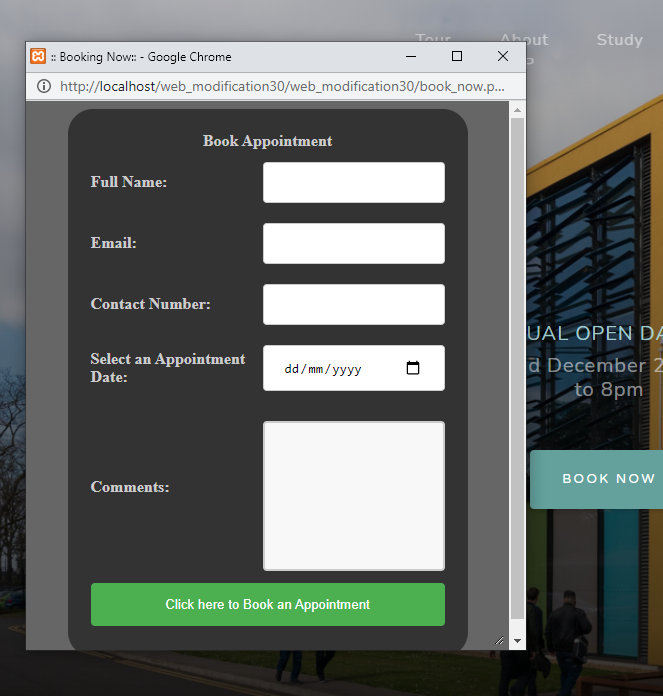 :: Booking Now:: - Google Chrome
http://localhost/web_modification30/web_modification30/book_now.p...
Tour About Study
Book Appointment
Full Name:
Email:
Contact Number:
Select an Appointment
Date:
dd/mm/yyyy
Comments:
Click here to Book an Appointment
UAL OPEN DA
d December 2
to 8pm
BOOK NOW